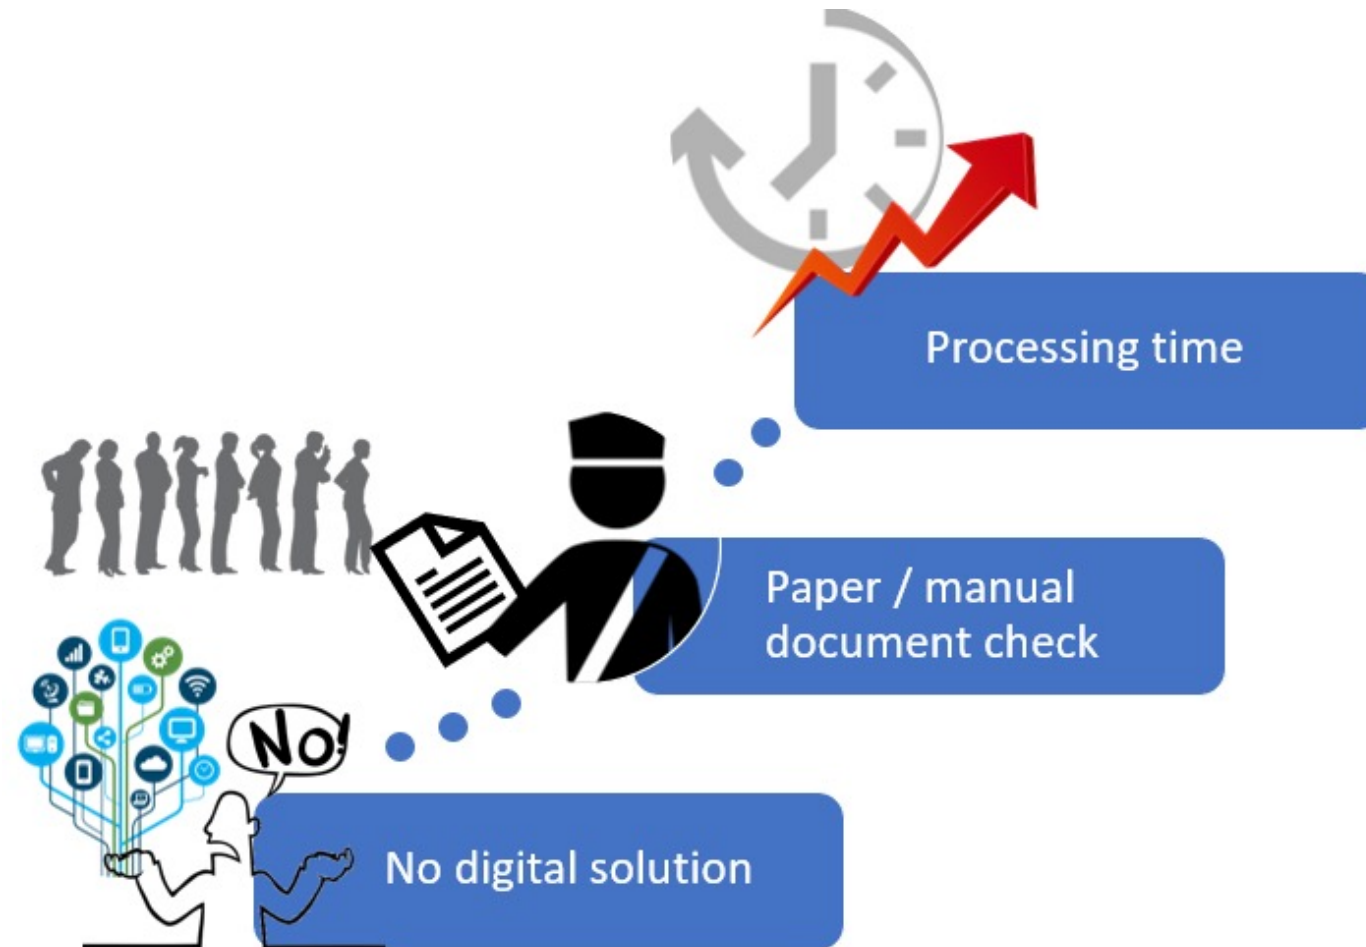 Processing time
Paper / manual
document check
No!
No digital solution